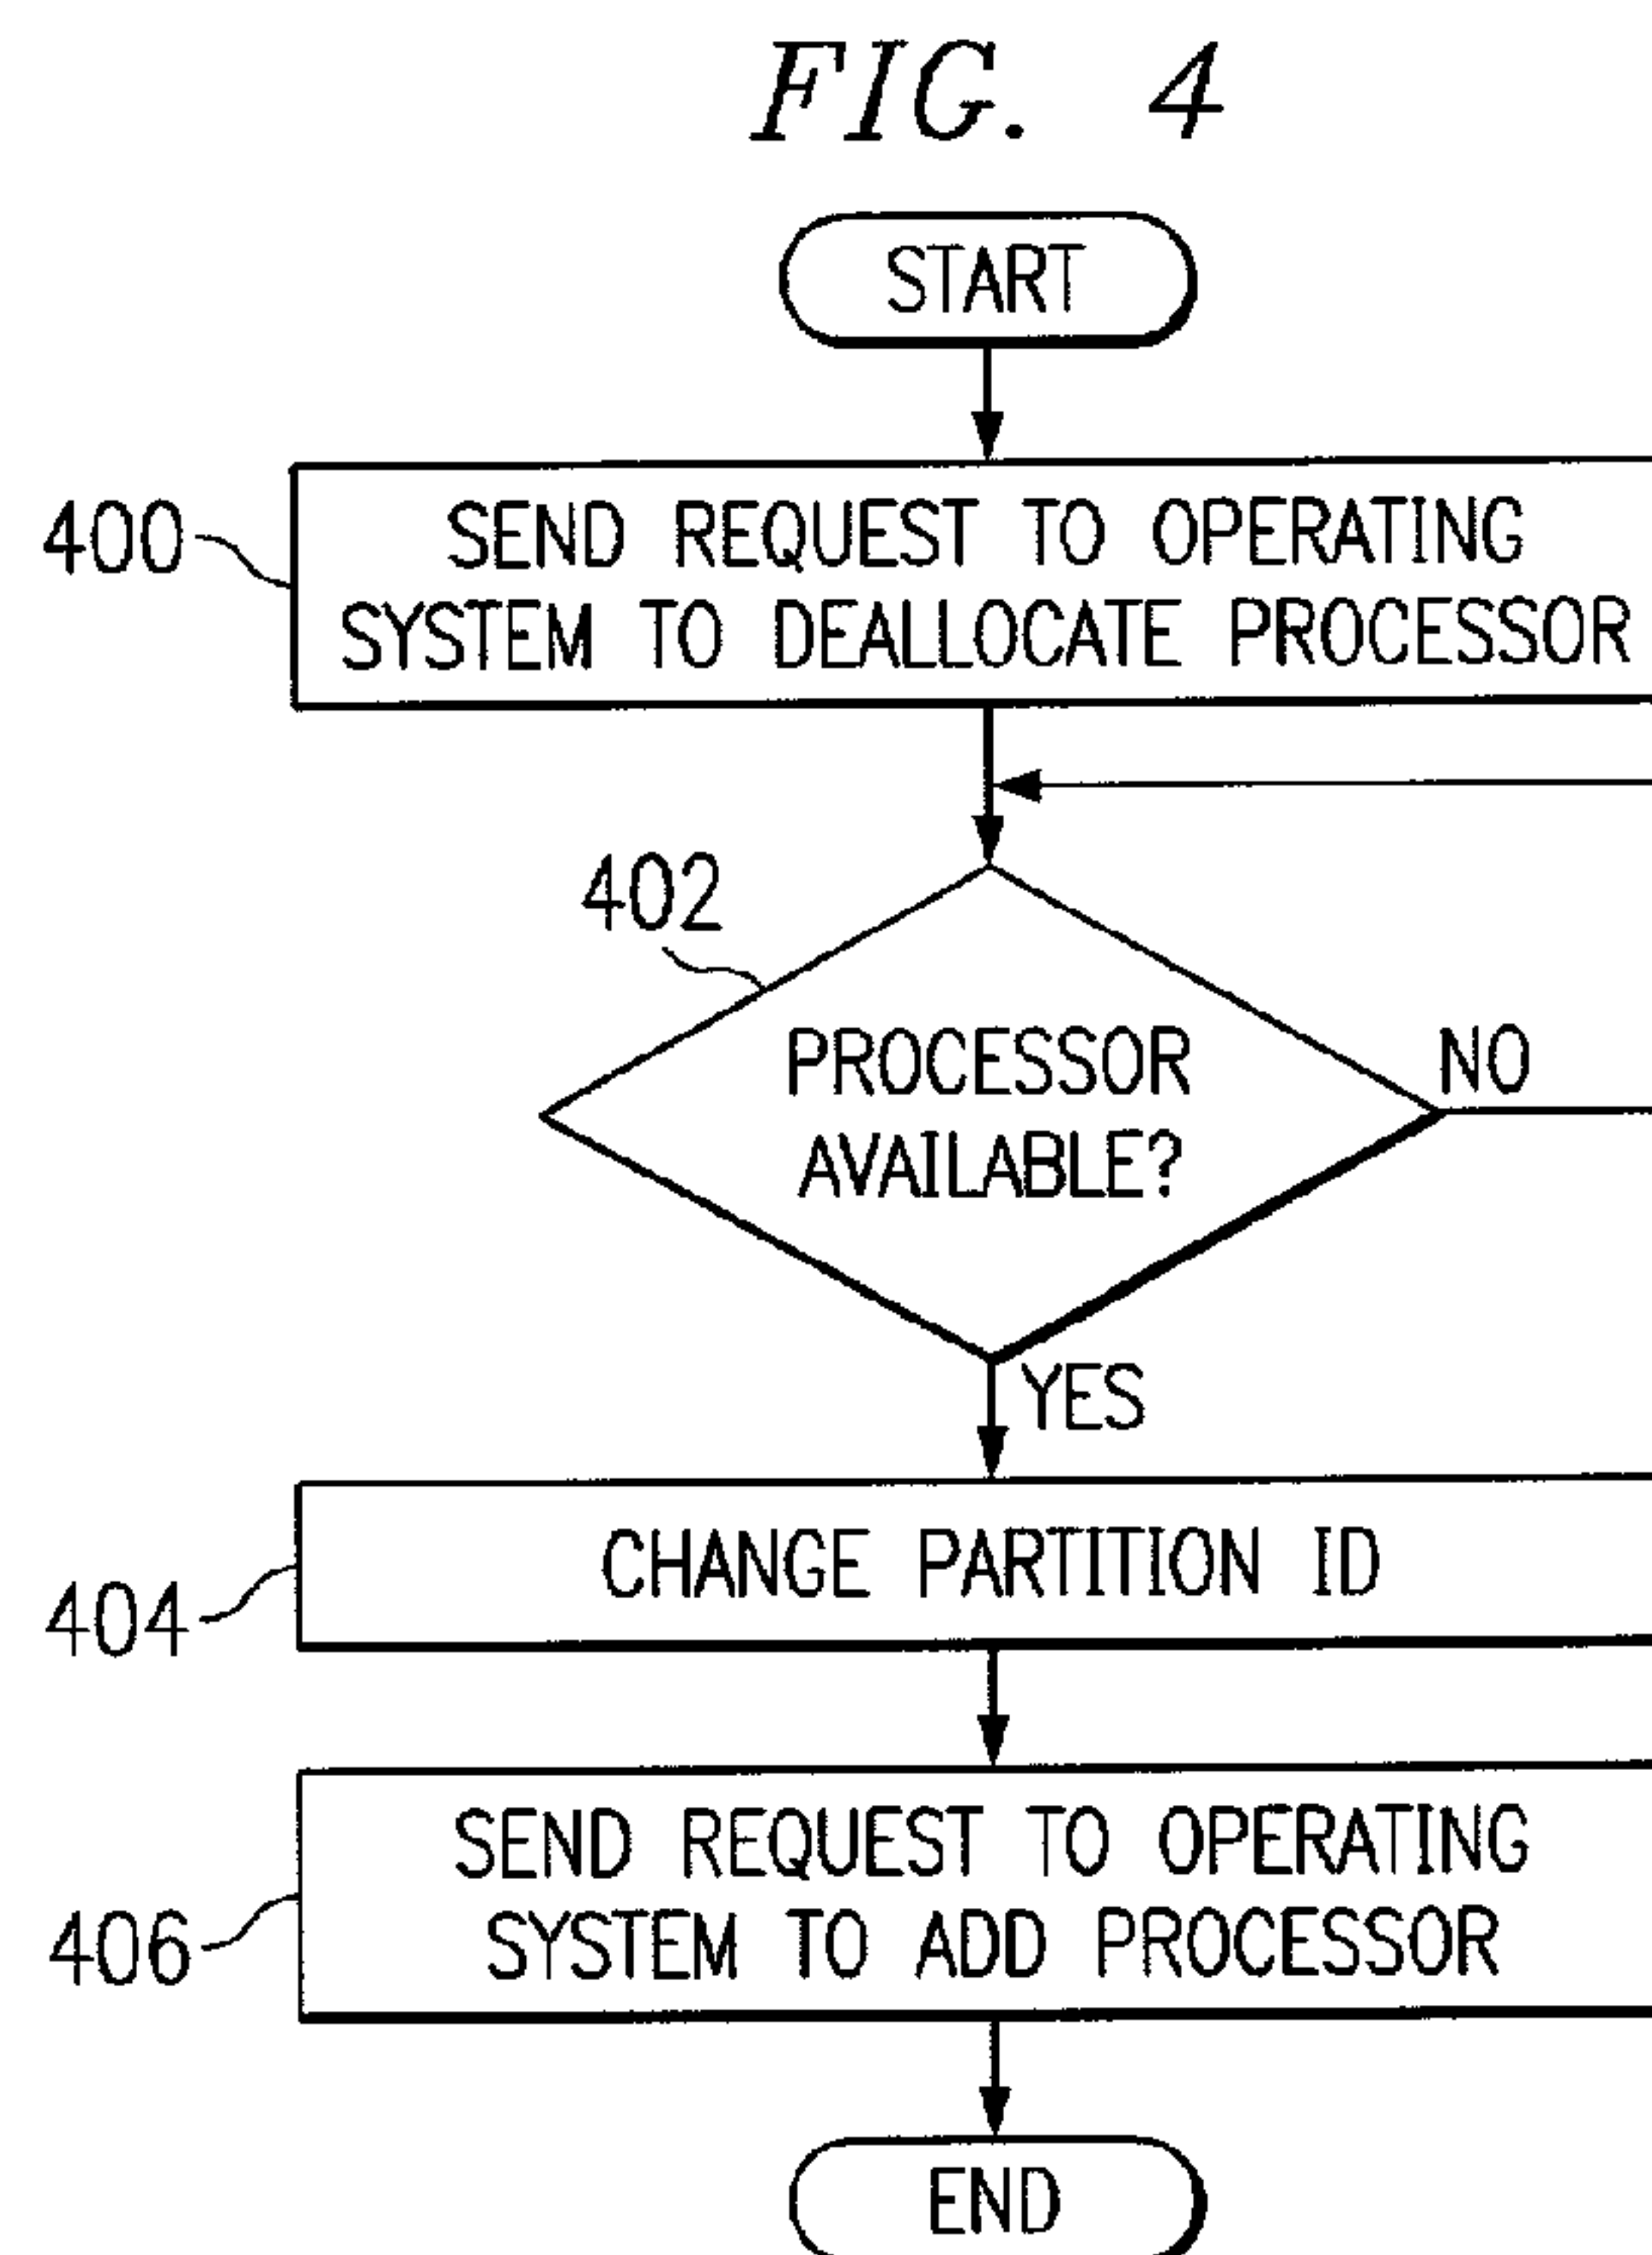 FIG. 4
START
400
SEND REQUEST TO OPERATING
SYSTEM TO DEALLOCATE PROCESSOR
402
PROCESSOR
AVAILABLE?
NO
YES
404
CHANGE PARTITION ID
406
SEND REQUEST TO OPERATING
SYSTEM TO ADD PROCESSOR
END